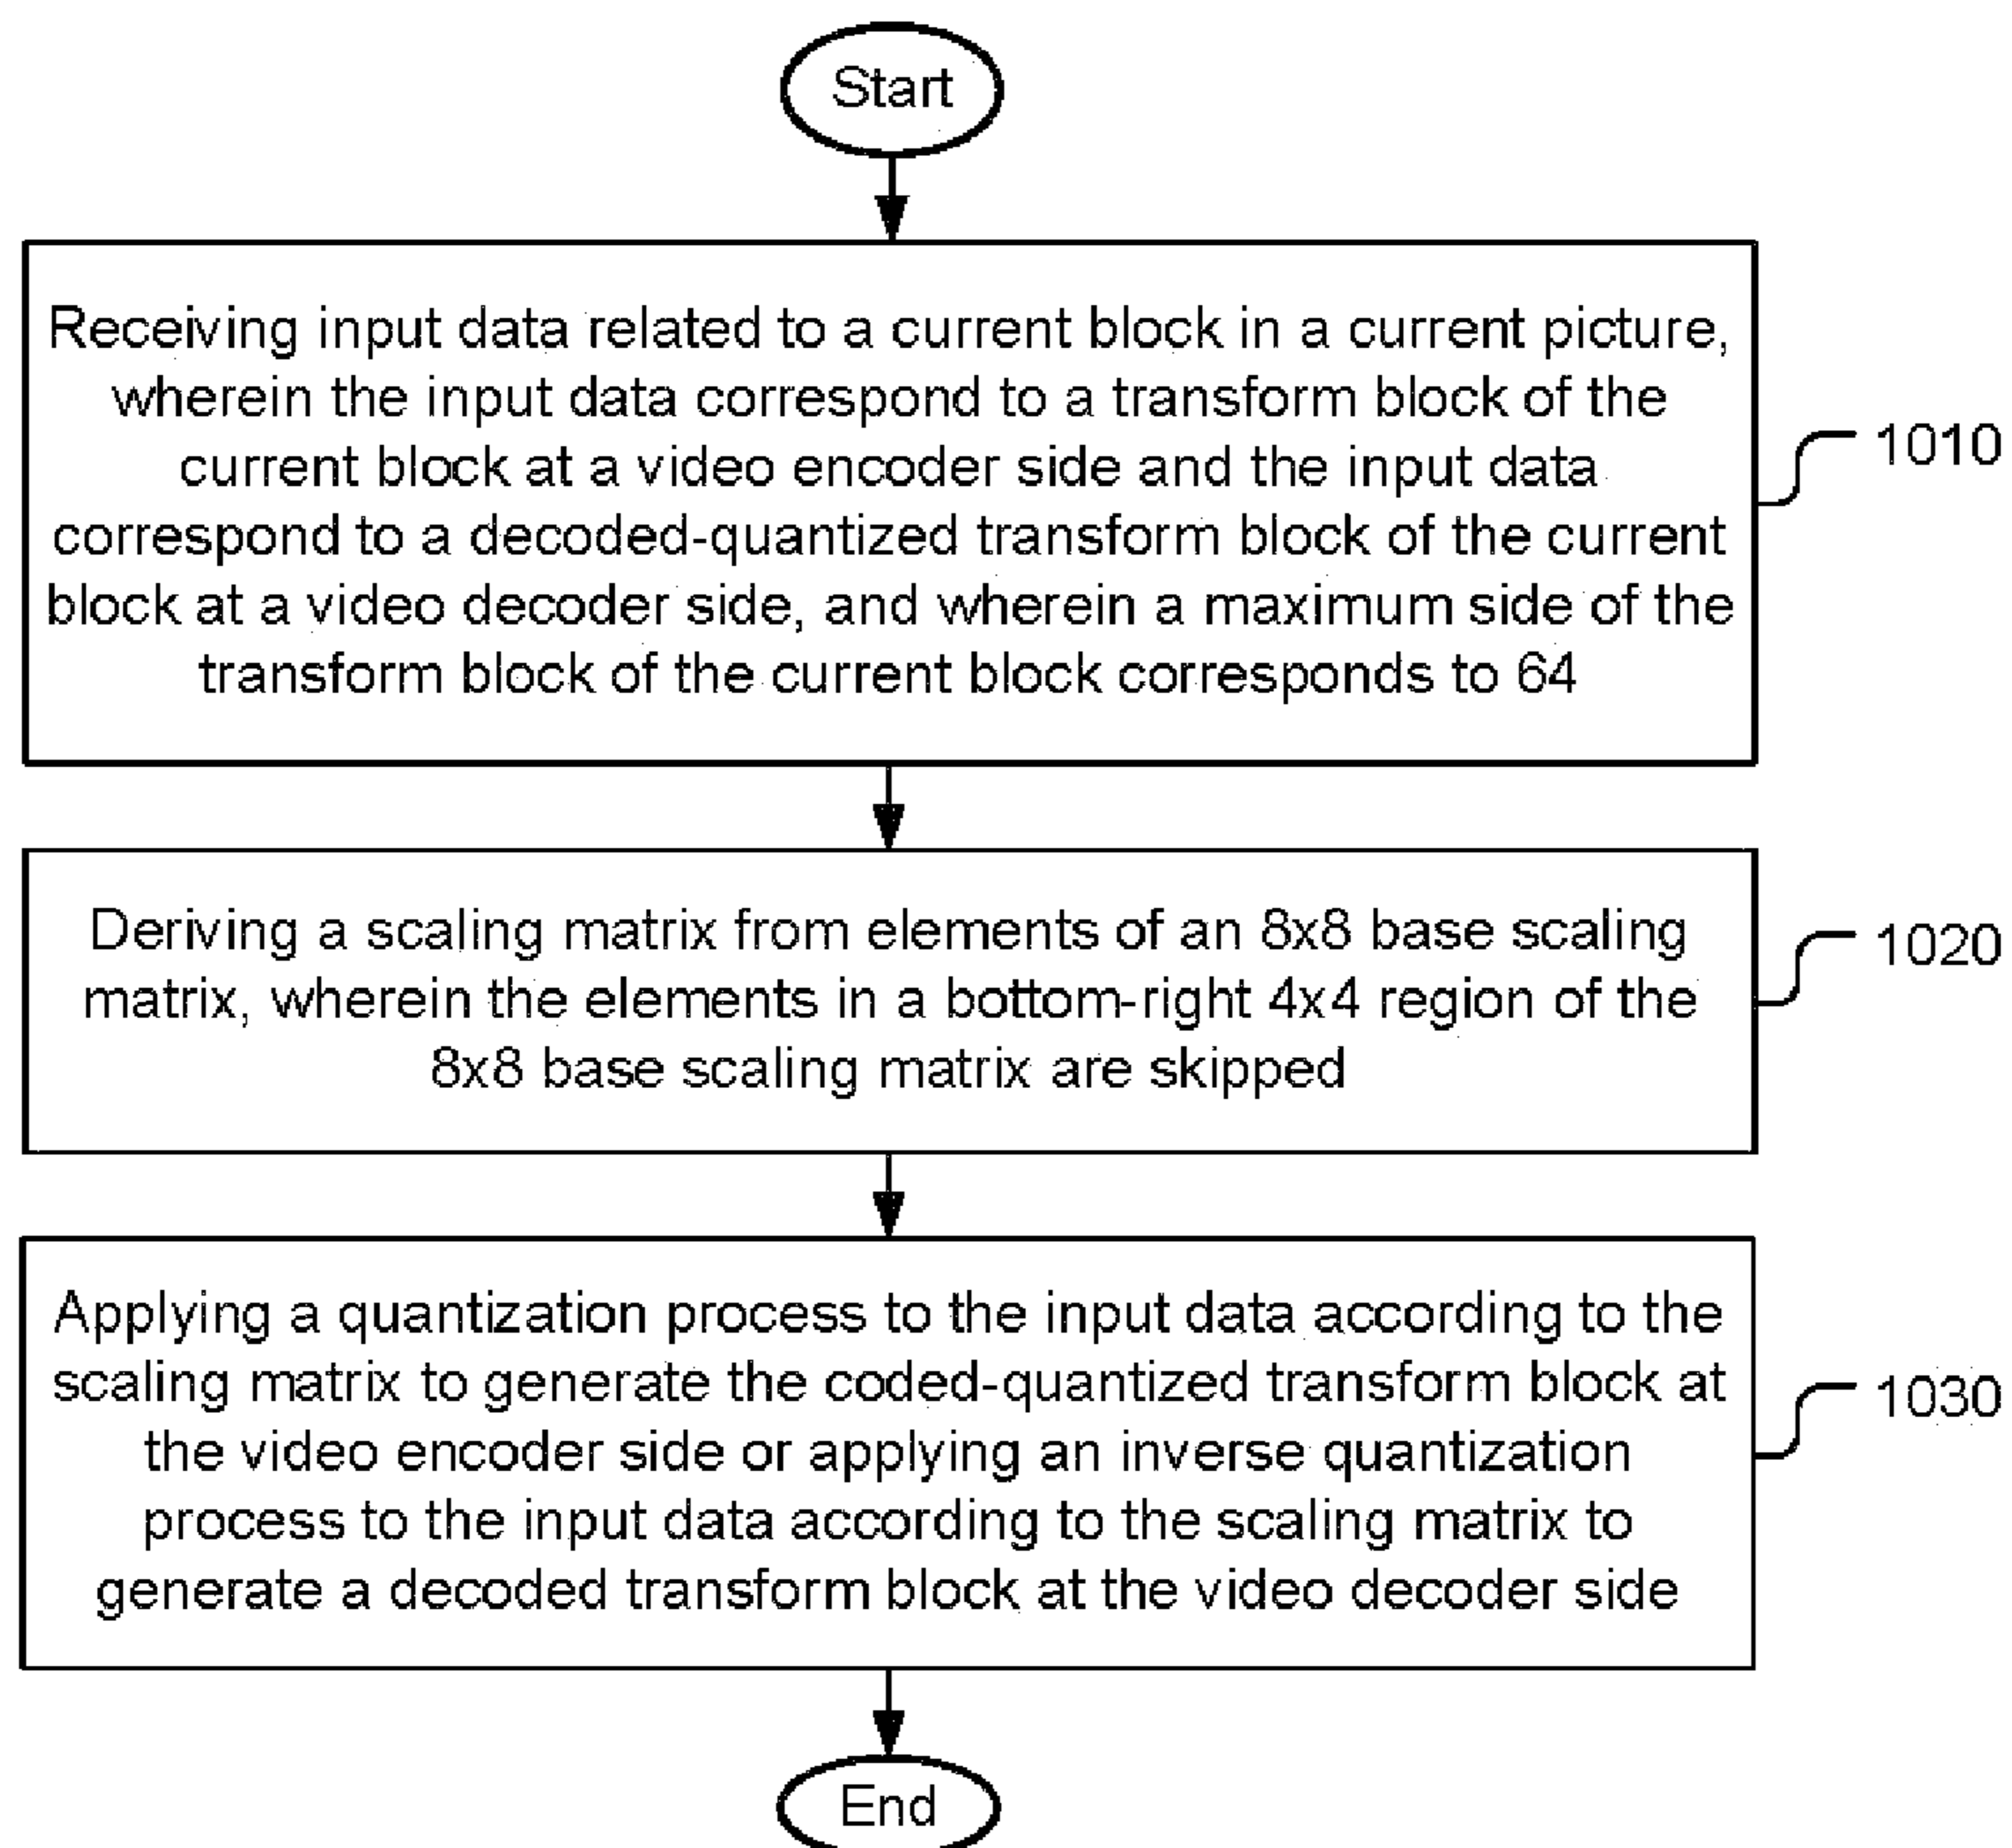 Start
Receiving input data related to a current block in a current picture,
wherein the input data correspond to a transform block of the
current block at a video encoder side and the input data
correspond to a decoded-quantized transform block of the current
block at a video decoder side, and wherein a maximum side of the
transform block of the current block corresponds to 64
1010
Deriving a scaling matrix from elements of an 8x8 base scaling
matrix, wherein the elements in a bottom-right 4x4 region of the
8x8 base scaling matrix are skipped
1020
Applying a quantization process to the input data according to the
scaling matrix to generate the coded-quantized transform block at
the video encoder side or applying an inverse quantization
process to the input data according to the scaling matrix to
generate a decoded transform block at the video decoder side
1030
End